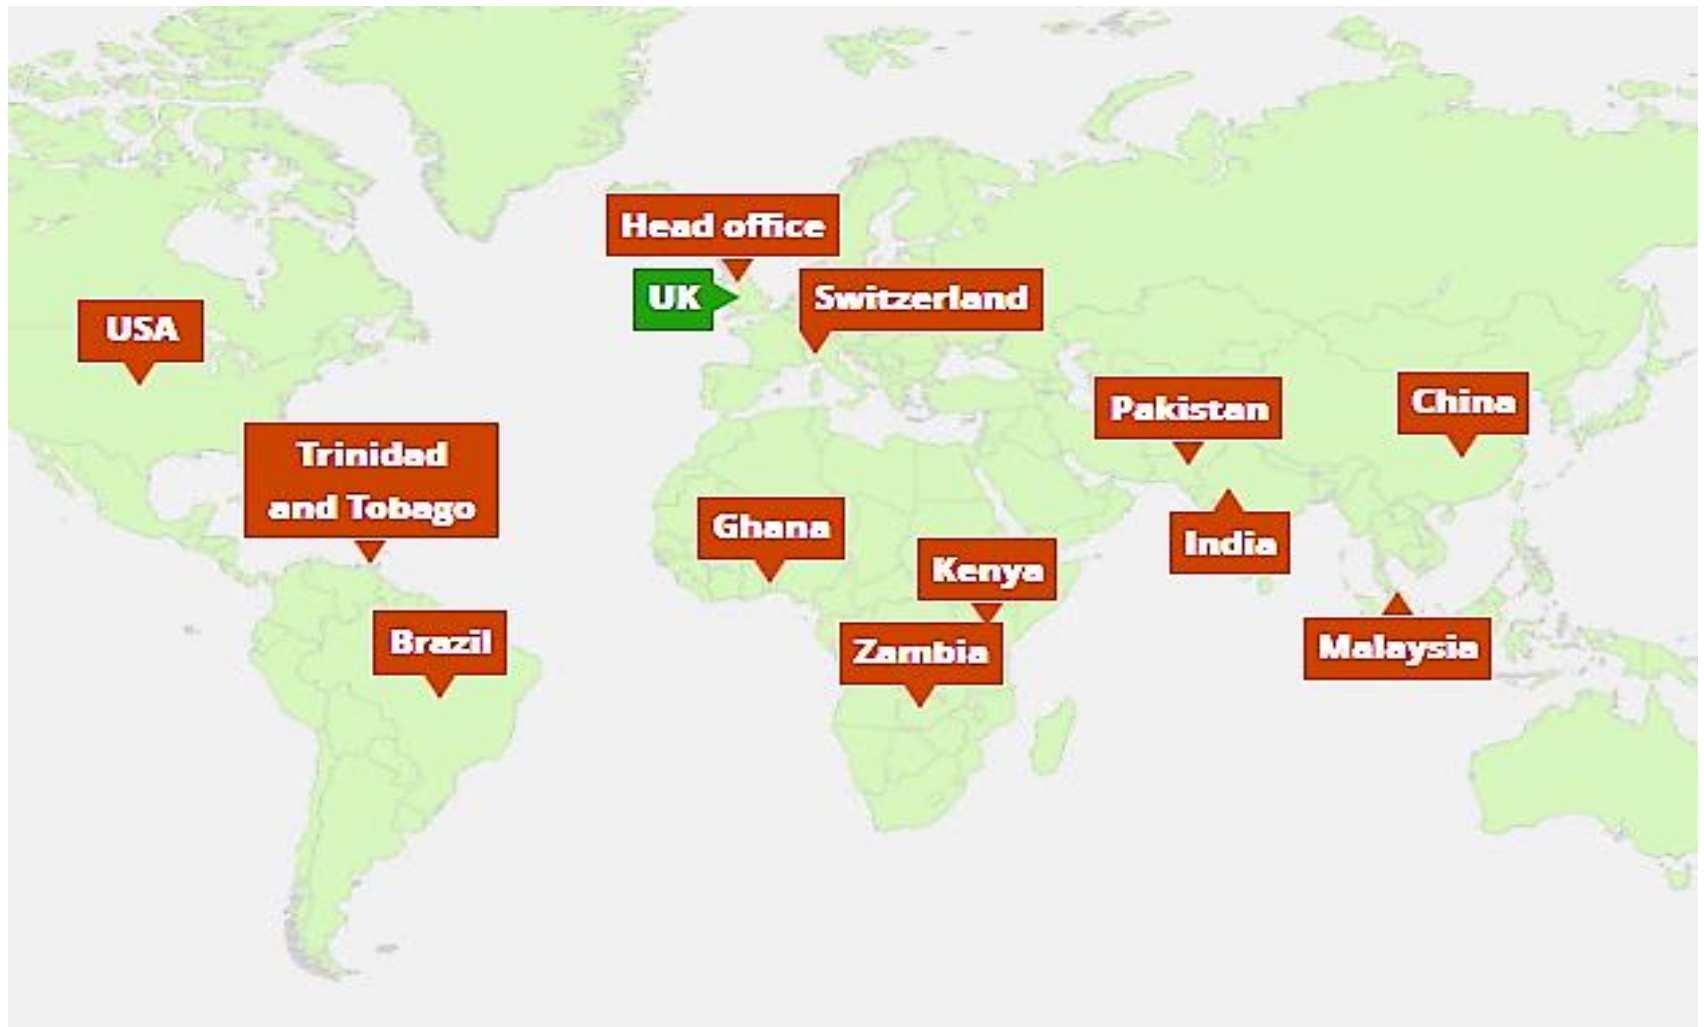 Head office
UK
Switzerland
USA
Pakistan
China
Trinidad
and Tobago
Ghana
India
Kenya
Brazil
Zambia
Malaysia